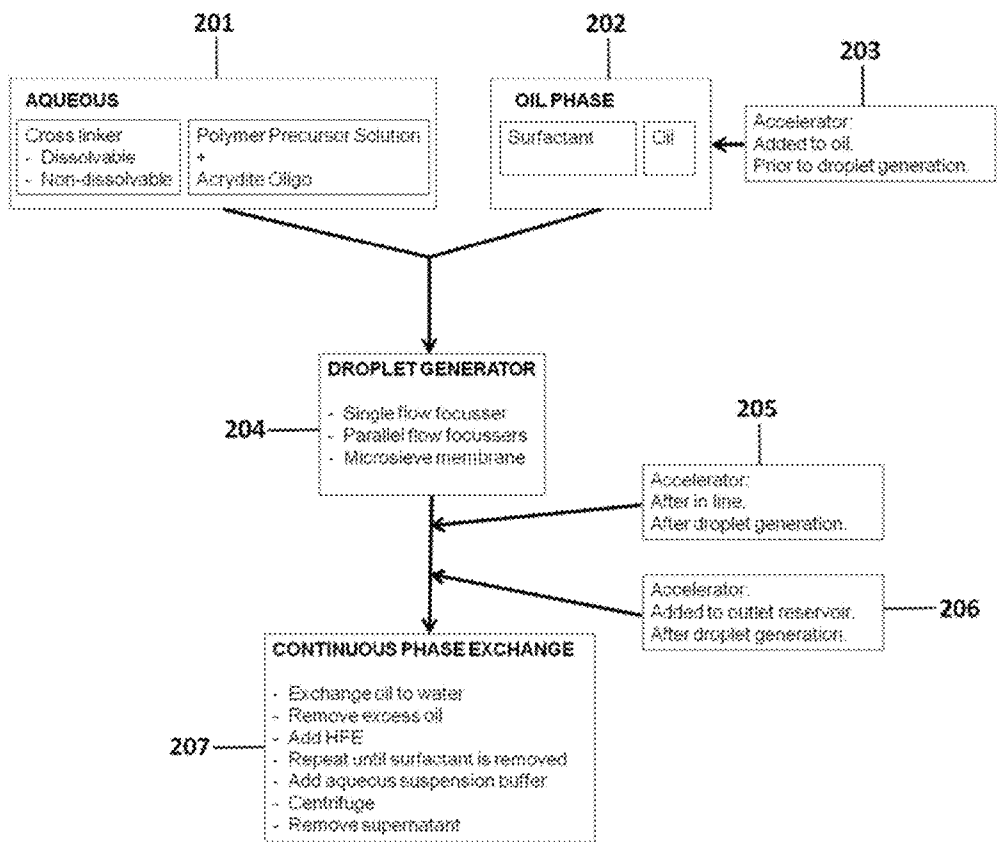 201
202
203
AQUEOUS
Cross linker
- Dissolvable
- Non-dissolvable
Polymer Precursor Solution
+
Acrydite Oligo
OIL PHASE
Surfactant
Oil
Accelerator:
Added to oil.
Prior to droplet generation.
DROPLET GENERATOR
- Single flow focusser
- Parallel flow focussers
- Microsieve membrane
204
205
Accelerator:
After in line.
After droplet generation.
Accelerator:
Added to outlet reservoir.
After droplet generation.
206
CONTINUOUS PHASE EXCHANGE
- Exchange oil to water
- Remove excess oil
- Add HFE
- Repeat until surfactant is removed
- Add aqueous suspension buffer
- Centrifuge
- Remove supernatant
207